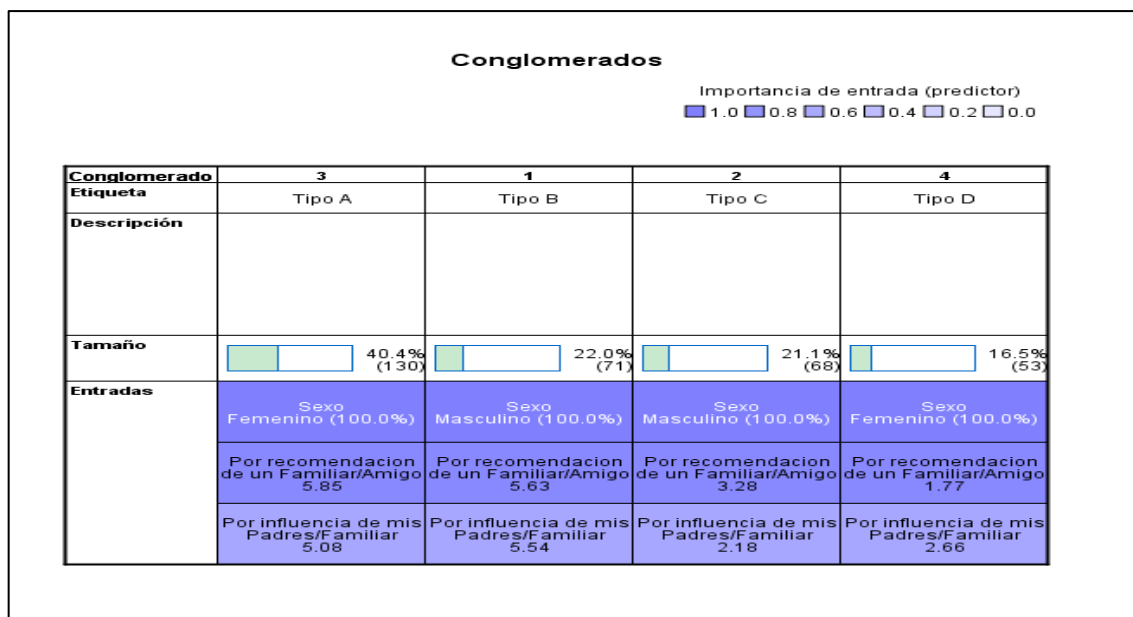 Conglomerados
Importancia de entrada (predictor)
1.0 0.8 0.6 0.4 0.2 0.0
Conglomerado 3 1 2 4
Etiqueta Tipo A Tipo B Tipo C Tipo D
Descripción
Tamaño 40.4% 22.0% 21.1% 16.5%
(130) (71) (68) (53)
Entradas
Sexo Sexo Sexo Sexo
Femenino (100.0%) Masculino (100.0%) Masculino (100.0%) Femenino (100.0%)
Por recomendacion Por recomendacion Por recomendacion Por recomendacion
de un Familiar/Amigo de un Familiar/Amigo de un Familiar/Amigo de un Familiar/Amigo
5.85 5.63 3.28 1.77
Por influencia de mis Por influencia de mis Por influencia de mis Por influencia de mis
Padres/Familiar Padres/Familiar Padres/Familiar Padres/Familiar
5.08 5.54 2.18 2.66